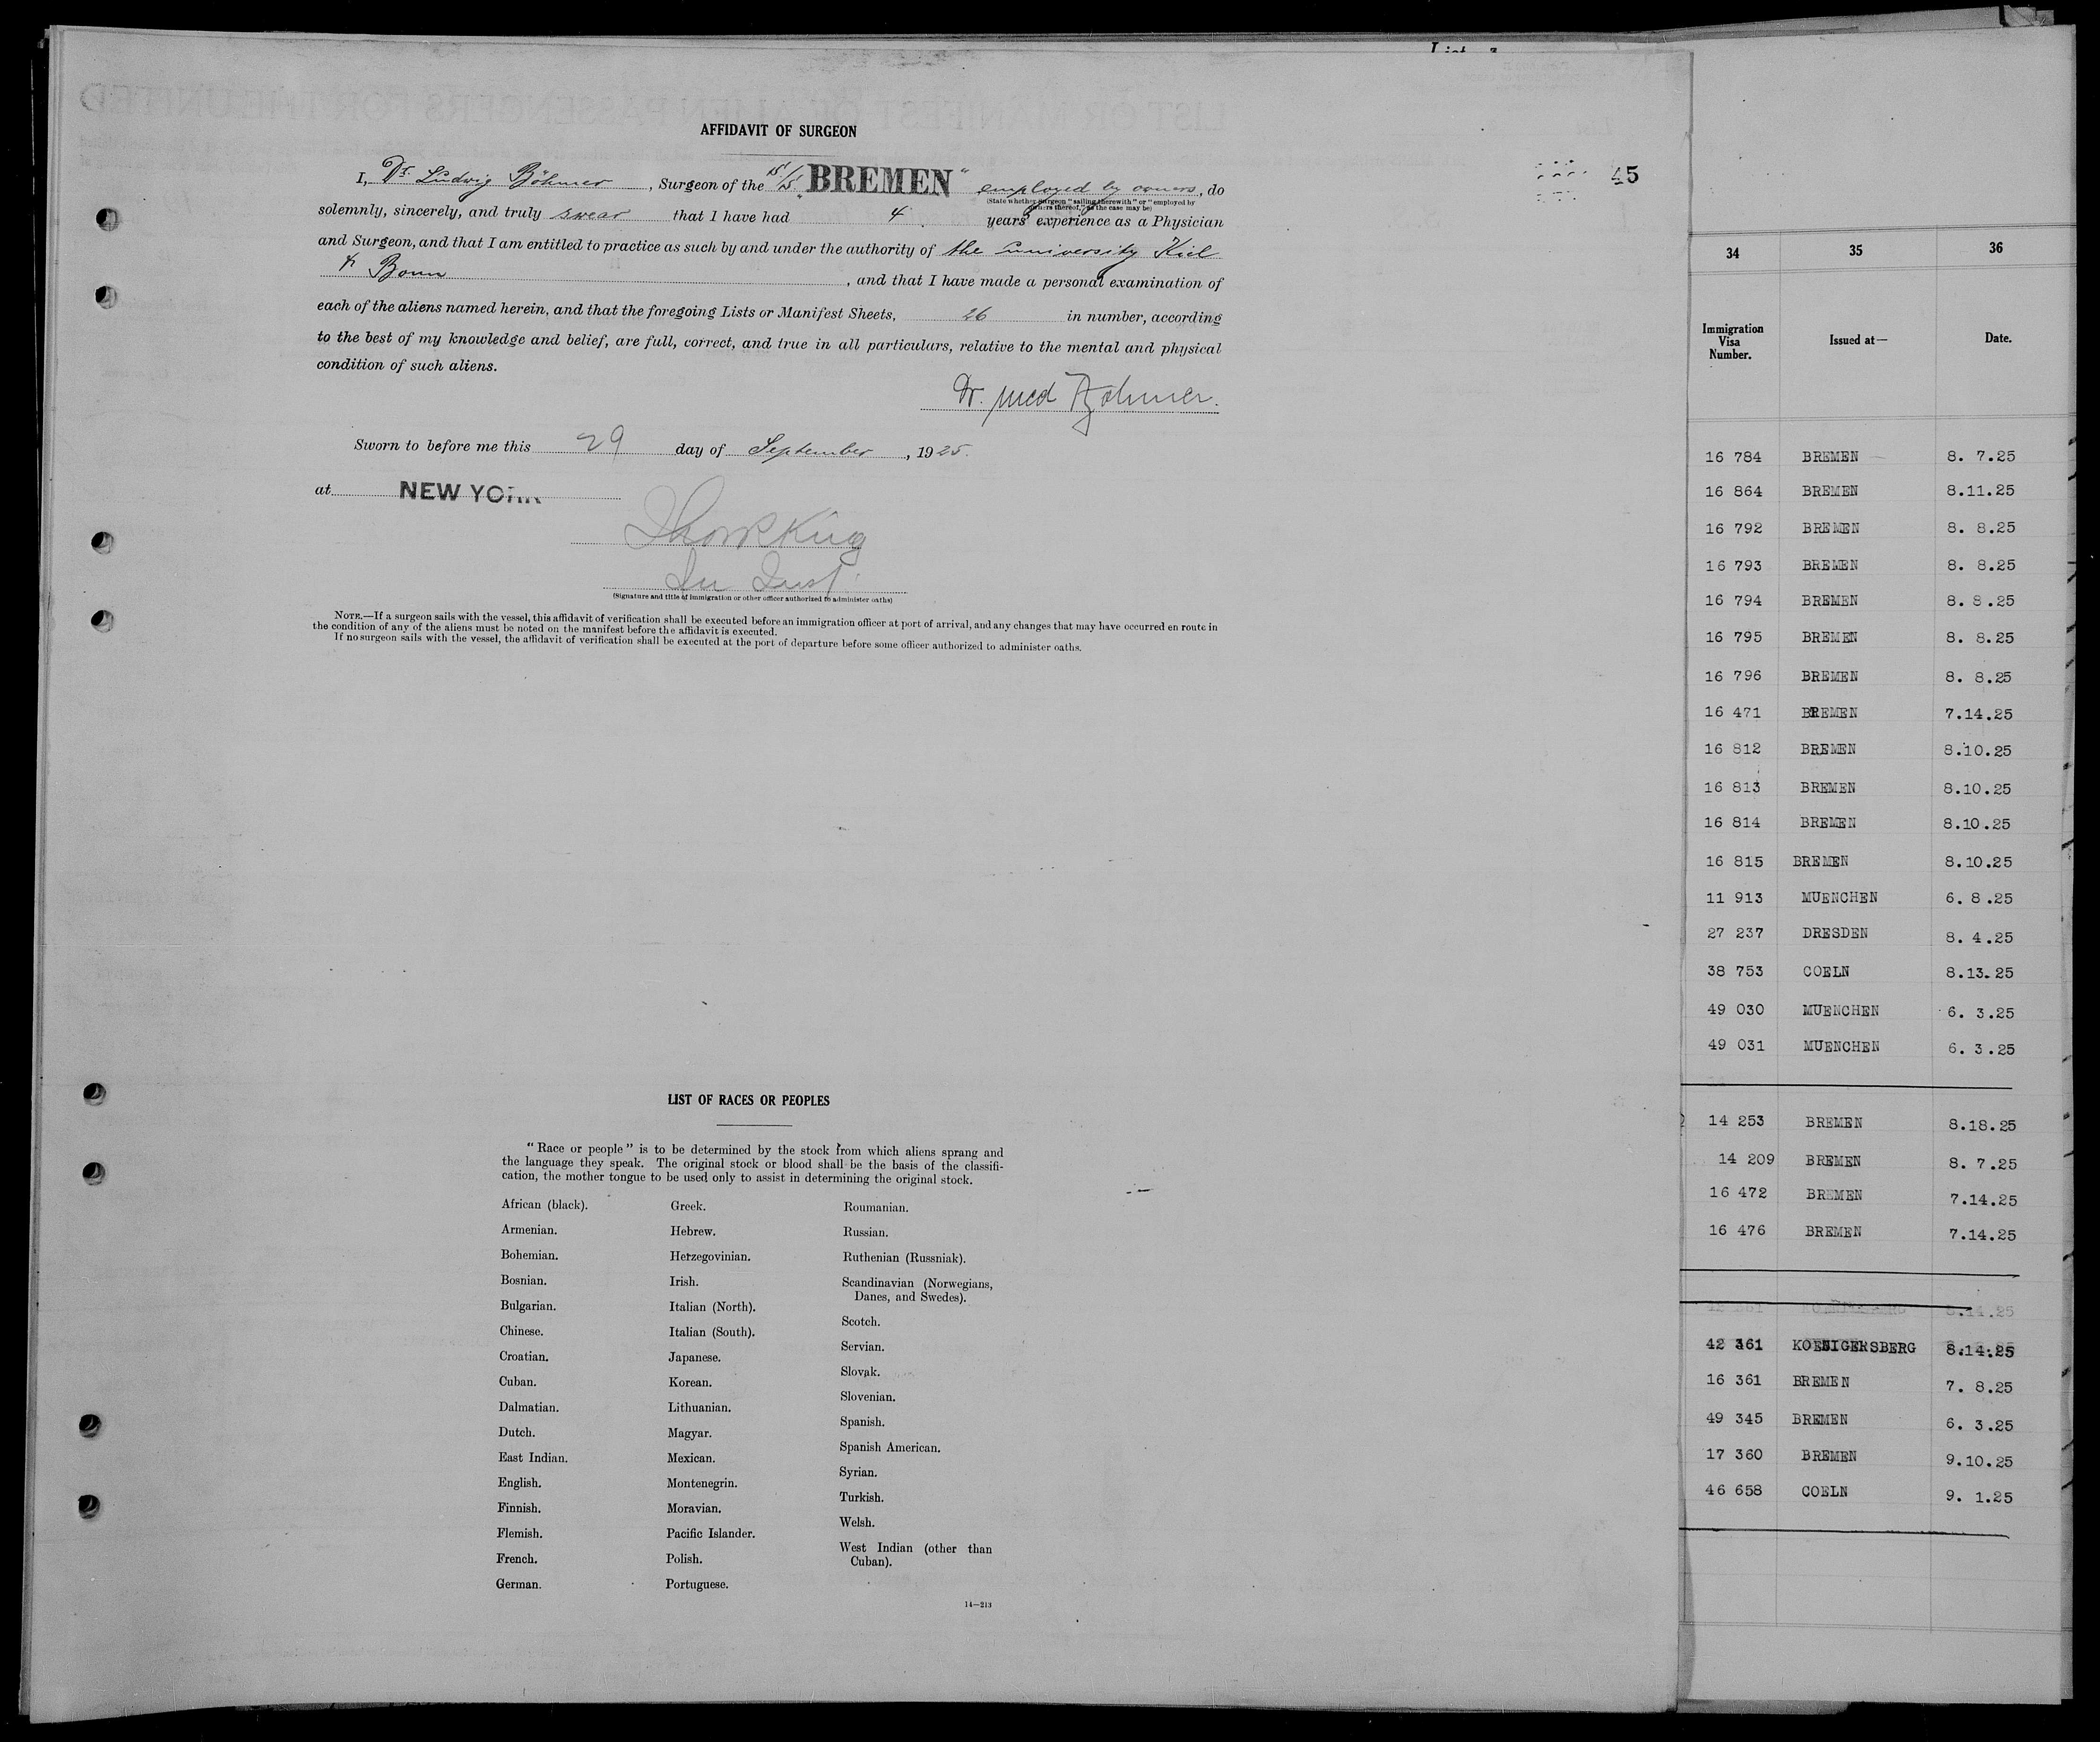 AFFIDAVIT OF SURGEON
45
I, Dr. Ludwig Böhmer, Surgeon of the S/S "BREMEN" employed by owners, do
(State whether surgeon "sailing therewith" or "employed by
owners thereof," as the case may be)
solemnly, sincerely, and truly swear that I have had 4 years' experience as a Physician
and Surgeon, and that I am entitled to practice as such by and under the authority of the university Kiel
& Bonn, and that I have made a personal examination of
each of the aliens named herein, and that the foregoing Lists or Manifest Sheets, 26 in number, according
to the best of my knowledge and belief, are full, correct, and true in all particulars, relative to the mental and physical
condition of such aliens.
Dr. med Böhmer.
Sworn to before me this 29 day of September, 1925.
at NEW YORK
King
(Signature and title of immigration or other officer authorized to administer oaths)
NOTE.—If a surgeon sails with the vessel, this affidavit of verification shall be executed before an immigration officer at port of arrival, and any changes that may have occurred en route in
the condition of any of the aliens must be noted on the manifest before the affidavit is executed.
If no surgeon sails with the vessel, the affidavit of verification shall be executed at the port of departure before some officer authorized to administer oaths.
LIST OF RACES OR PEOPLES
"Race or people" is to be determined by the stock from which aliens sprang and
the language they speak. The original stock or blood shall be the basis of the classifi-
cation, the mother tongue to be used only to assist in determining the original stock.
African (black).
Armenian.
Bohemian.
Bosnian.
Bulgarian.
Chinese.
Croatian.
Cuban.
Dalmatian.
Dutch.
East Indian.
English.
Finnish.
Flemish.
French.
German.
Greek.
Hebrew.
Herzegovinian.
Irish.
Italian (North).
Italian (South).
Japanese.
Korean.
Lithuanian.
Magyar.
Mexican.
Montenegrin.
Moravian.
Pacific Islander.
Polish.
Portuguese.
Roumanian.
Russian.
Ruthenian (Russniak).
Scandinavian (Norwegians,
Danes, and Swedes).
Scotch.
Servian.
Slovak.
Slovenian.
Spanish.
Spanish American.
Syrian.
Turkish.
Welsh.
West Indian (other than
Cuban).
14—213
34 35 36
Immigration
Visa
Number.
Issued at—
Date.
16 784 BREMEN 8. 7.25
16 864 BREMEN 8.11.25
16 792 BREMEN 8. 8.25
16 793 BREMEN 8. 8.25
16 794 BREMEN 8. 8.25
16 795 BREMEN 8. 8.25
16 796 BREMEN 8. 8.25
16 471 BREMEN 7.14.25
16 812 BREMEN 8.10.25
16 813 BREMEN 8.10.25
16 814 BREMEN 8.10.25
16 815 BREMEN 8.10.25
11 913 MUENCHEN 6. 8.25
27 237 DRESDEN 8. 4.25
38 753 COELN 8.13.25
49 030 MUENCHEN 6. 3.25
49 031 MUENCHEN 6. 3.25
14 253 BREMEN 8.18.25
14 209 BREMEN 8. 7.25
16 472 BREMEN 7.14.25
16 476 BREMEN 7.14.25
42 361 KOENIGERSBERG 8.14.25
16 361 BREMEN 7. 8.25
49 345 BREMEN 6. 3.25
17 360 BREMEN 9.10.25
46 658 COELN 9. 1.25